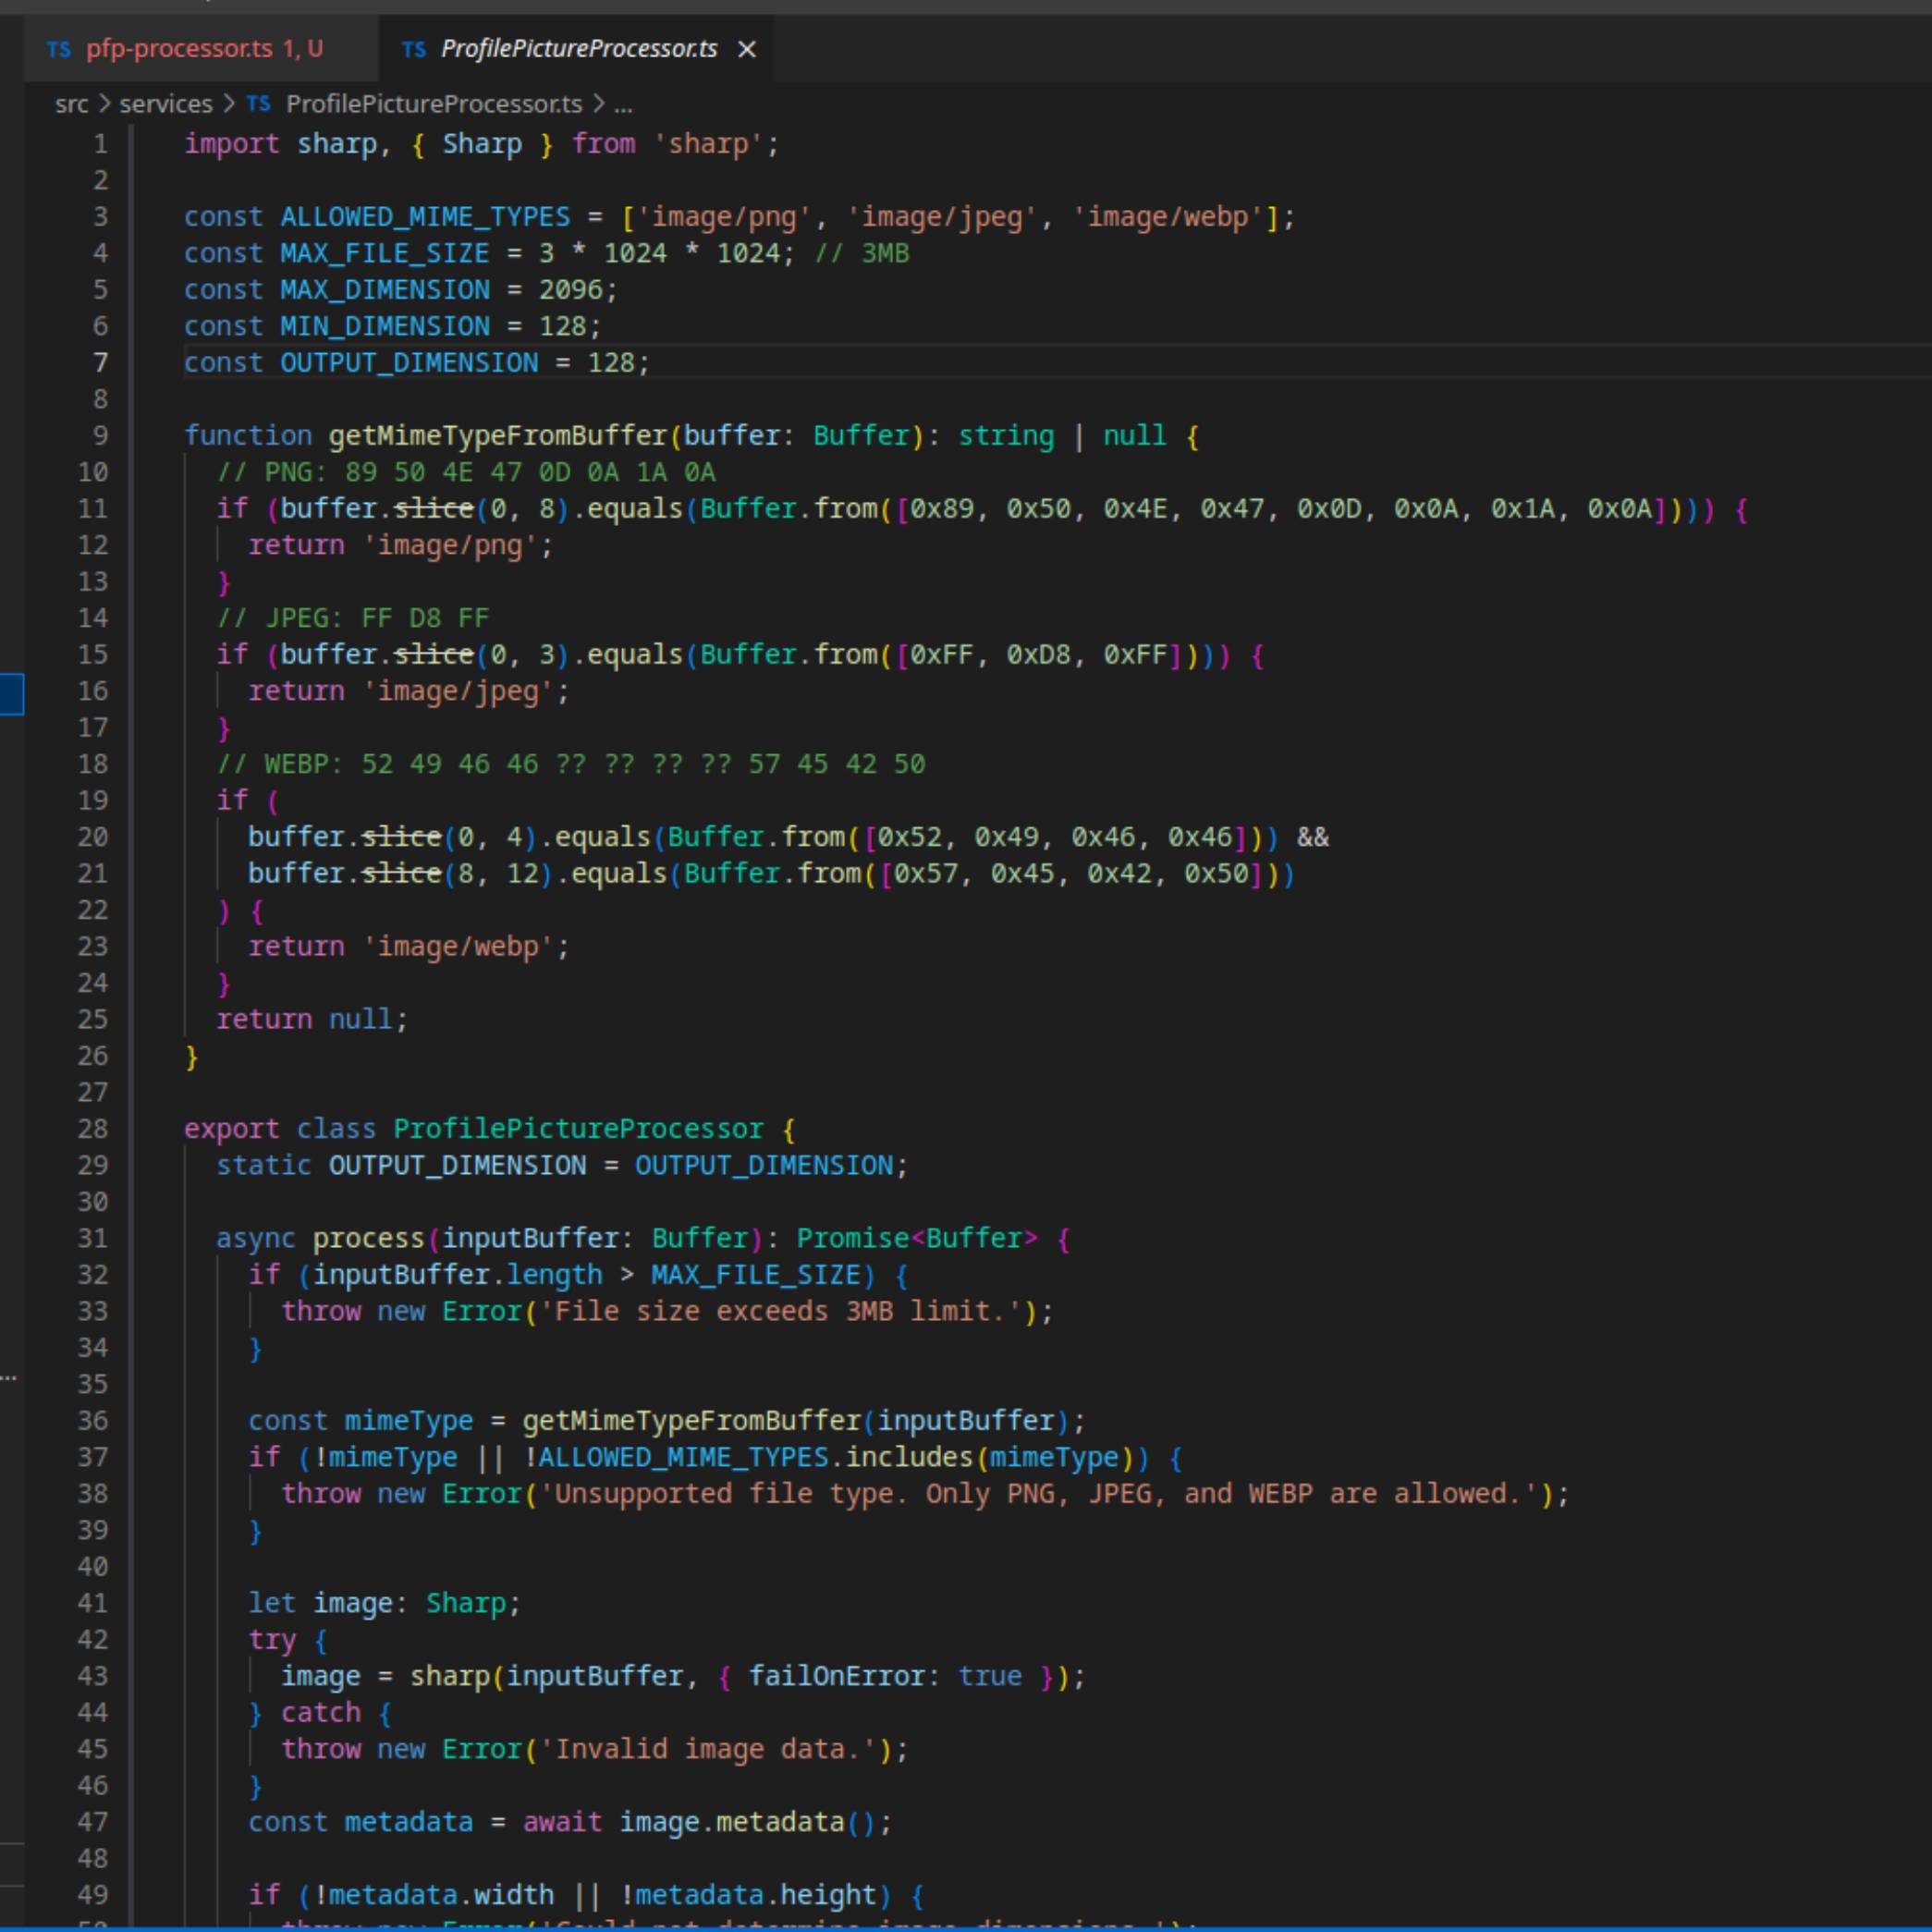 TS pfp-processor.ts 1, U TS ProfilePictureProcessor.ts ×
src > services > TS ProfilePictureProcessor.ts > ...
1 import sharp, { Sharp } from 'sharp';
2
3 const ALLOWED_MIME_TYPES = ['image/png', 'image/jpeg', 'image/webp'];
4 const MAX_FILE_SIZE = 3 * 1024 * 1024; // 3MB
5 const MAX_DIMENSION = 2096;
6 const MIN_DIMENSION = 128;
7 const OUTPUT_DIMENSION = 128;
8
9 function getMimeTypeFromBuffer(buffer: Buffer): string | null {
10 // PNG: 89 50 4E 47 0D 0A 1A 0A
11 if (buffer.slice(0, 8).equals(Buffer.from([0x89, 0x50, 0x4E, 0x47, 0x0D, 0x0A, 0x1A, 0x0A]))) {
12 return 'image/png';
13 }
14 // JPEG: FF D8 FF
15 if (buffer.slice(0, 3).equals(Buffer.from([0xFF, 0xD8, 0xFF]))) {
16 return 'image/jpeg';
17 }
18 // WEBP: 52 49 46 46 ?? ?? ?? ?? 57 45 42 50
19 if (
20 buffer.slice(0, 4).equals(Buffer.from([0x52, 0x49, 0x46, 0x46])) &&
21 buffer.slice(8, 12).equals(Buffer.from([0x57, 0x45, 0x42, 0x50]))
22 ) {
23 return 'image/webp';
24 }
25 return null;
26 }
27
28 export class ProfilePictureProcessor {
29 static OUTPUT_DIMENSION = OUTPUT_DIMENSION;
30
31 async process(inputBuffer: Buffer): Promise<Buffer> {
32 if (inputBuffer.length > MAX_FILE_SIZE) {
33 throw new Error('File size exceeds 3MB limit.');
34 }
35
36 const mimeType = getMimeTypeFromBuffer(inputBuffer);
37 if (!mimeType || !ALLOWED_MIME_TYPES.includes(mimeType)) {
38 throw new Error('Unsupported file type. Only PNG, JPEG, and WEBP are allowed.');
39 }
40
41 let image: Sharp;
42 try {
43 image = sharp(inputBuffer, { failOnError: true });
44 } catch {
45 throw new Error('Invalid image data.');
46 }
47 const metadata = await image.metadata();
48
49 if (!metadata.width || !metadata.height) {
50 throw new Error('Could not determine image dimensions.');